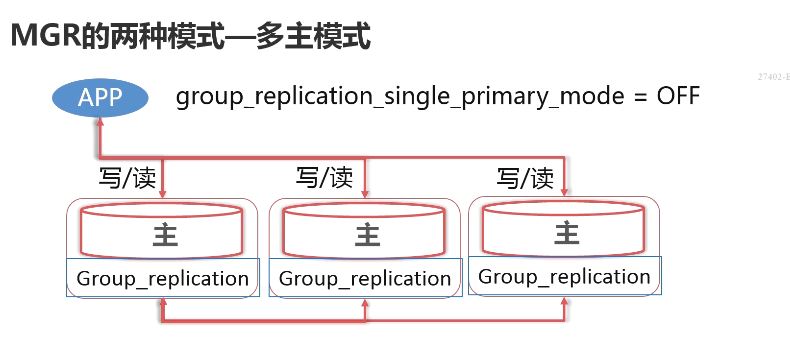 MGR的两种模式—多主模式
27402-E
APP
group_replication_single_primary_mode = OFF
写/读
写/读
写/读
主
主
主
Group_replication
Group_replication
Group_replication